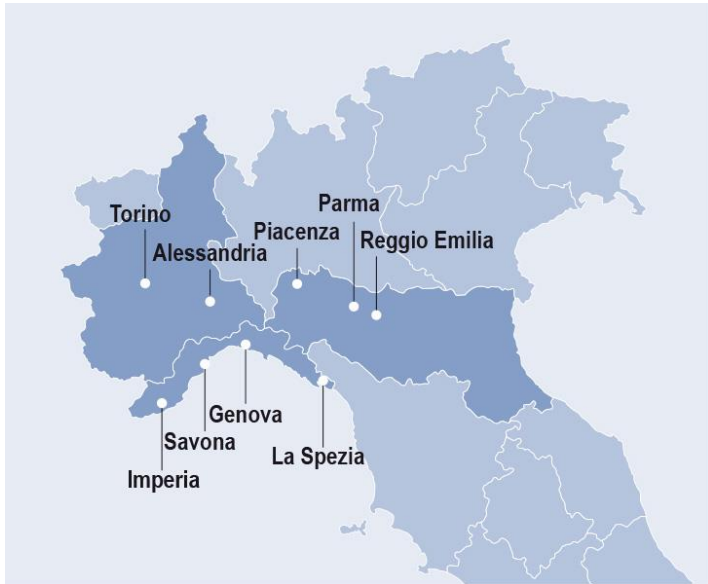 Torino
Parma
Piacenza
Reggio Emilia
Alessandria
Genova
Savona
La Spezia
Imperia